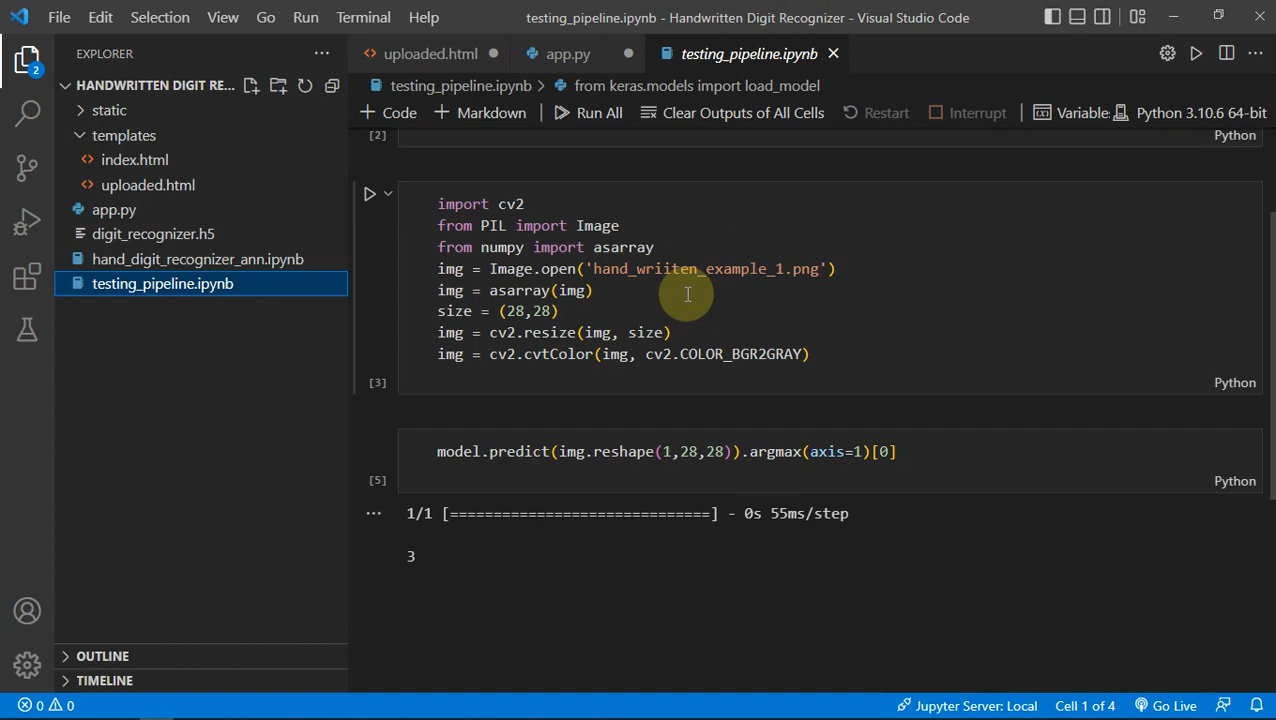 File Edit Selection View Go Run Terminal Help testing_pipeline.ipynb - Handwritten Digit Recognizer - Visual Studio Code
EXPLORER
HANDWRITTEN DIGIT RE...
static
templates
index.html
uploaded.html
app.py
digit_recognizer.h5
hand_digit_recognizer_ann.ipynb
testing_pipeline.ipynb
OUTLINE
TIMELINE
2
uploaded.html app.py testing_pipeline.ipynb
testing_pipeline.ipynb > from keras.models import load_model
+ Code + Markdown Run All Clear Outputs of All Cells Restart Interrupt Variable Python 3.10.6 64-bit
[2] Python
import cv2
from PIL import Image
from numpy import asarray
img = Image.open('hand_wriiten_example_1.png')
img = asarray(img)
size = (28,28)
img = cv2.resize(img, size)
img = cv2.cvtColor(img, cv2.COLOR_BGR2GRAY)
[3] Python
model.predict(img.reshape(1,28,28)).argmax(axis=1)[0]
[5] Python
1/1 [==============================] - 0s 55ms/step
3
0 0 Jupyter Server: Local Cell 1 of 4 Go Live